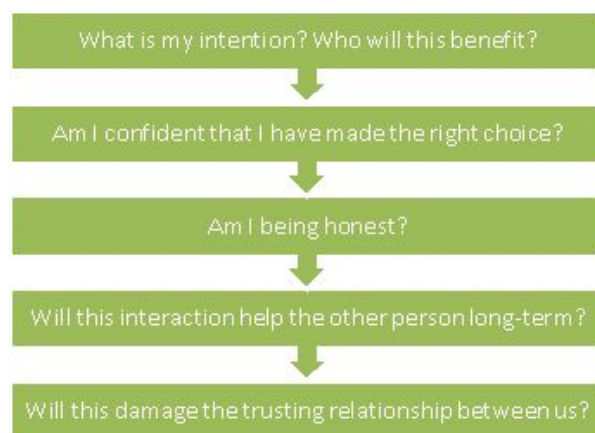 What is my intention? Who will this benefit?
Am I confident that I have made the right choice?
Am I being honest?
Will this interaction help the other person long-term?
Will this damage the trusting relationship between us?